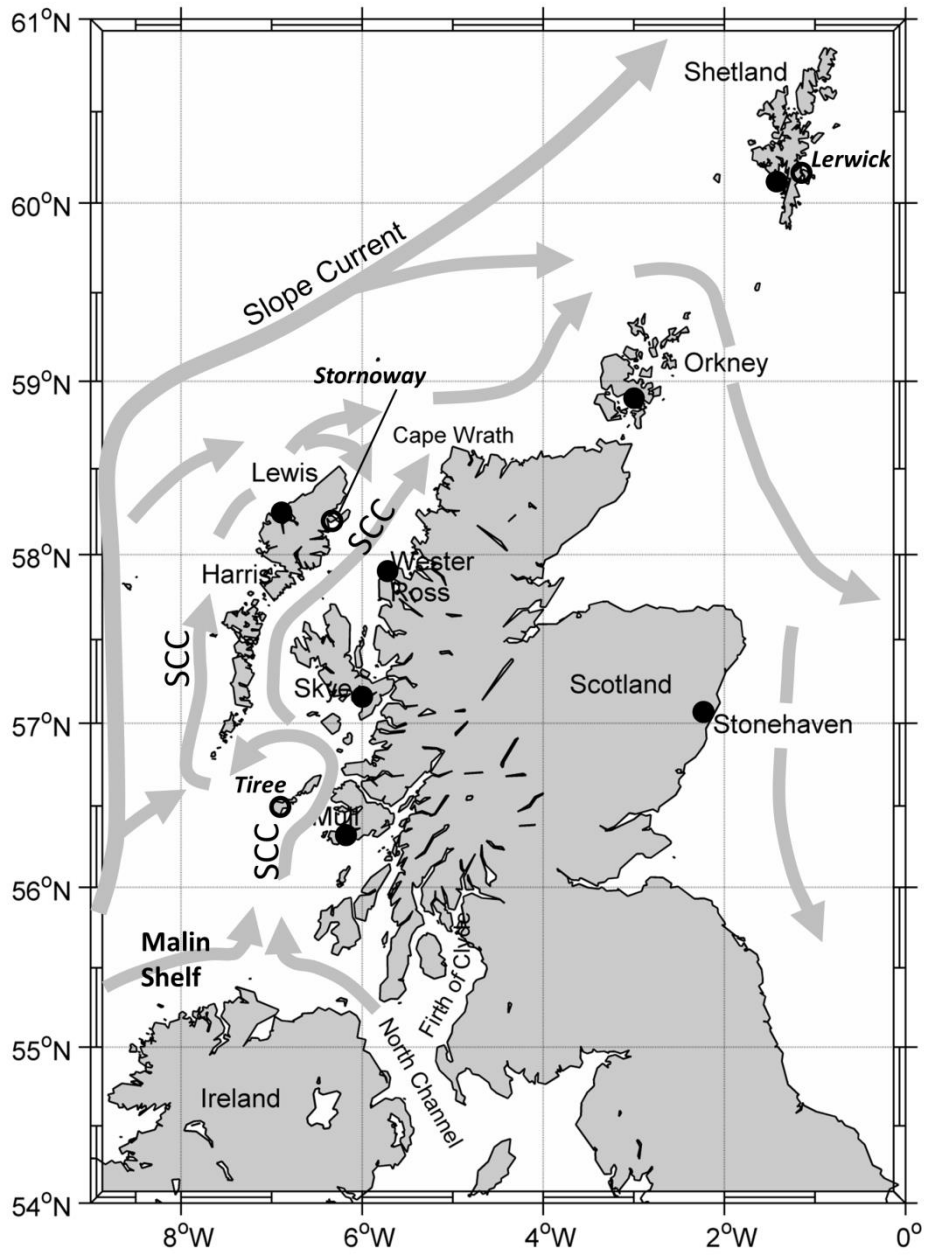 61°N
Shetland
Lerwick
60°N
Slope Current
59°N
Stornoway
Orkney
Cape Wrath
Lewis
SCC
58°N
Wester
Ross
Harris
SCC
Skye
Scotland
57°N
Stonehaven
Tiree
Mull
SCC
56°N
Malin
Shelf
Firth of Clyde
55°N
North Channel
Ireland
54°N
8°W
6°W
4°W
2°W
0°